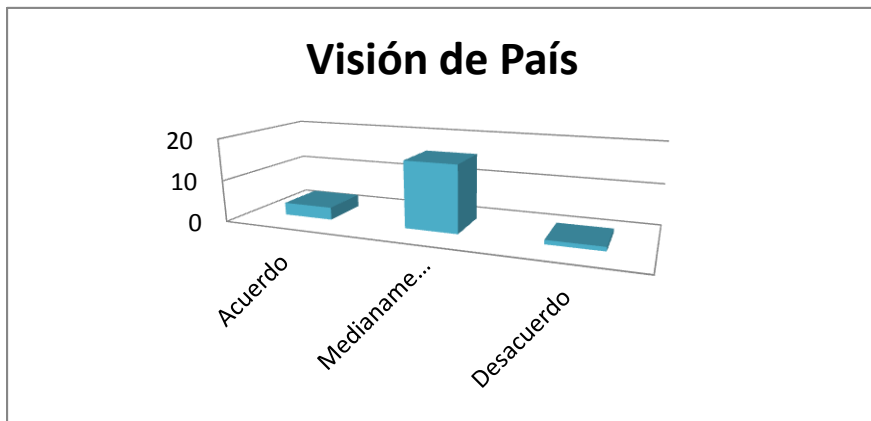 Visión de País
20
10
0
Acuerdo
Medianame...
Desacuerdo